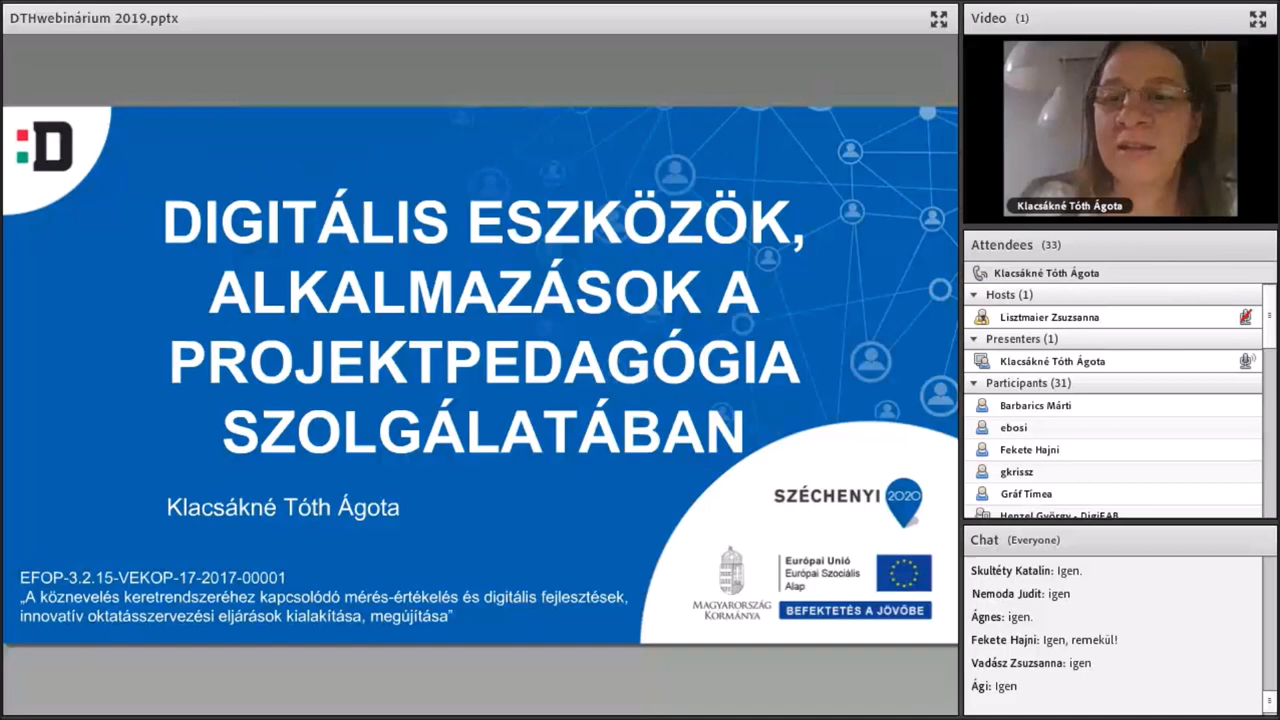 DTHwebinárium 2019.pptx
:D
DIGITÁLIS ESZKÖZÖK,
ALKALMAZÁSOK A
PROJEKTPEDAGÓGIA
SZOLGÁLATÁBAN
Klacsákné Tóth Ágota
SZÉCHENYI 2020
EFOP-3.2.15-VEKOP-17-2017-00001
„A köznevelés keretrendszeréhez kapcsolódó mérés-értékelés és digitális fejlesztések,
innovatív oktatásszervezési eljárások kialakítása, megújítása”
MAGYARORSZÁG
KORMÁNYA
Európai Unió
Európai Szociális
Alap
BEFEKTETÉS A JÖVŐBE
Video (1)
Klacsákné Tóth Ágota
Attendees (33)
Klacsákné Tóth Ágota
Hosts (1)
Lisztmaier Zsuzsanna
Presenters (1)
Klacsákné Tóth Ágota
Participants (31)
Barbarics Márti
ebosi
Fekete Hajni
gkrissz
Gráf Tímea
Henzel György - DigiFAB
Chat (Everyone)
Skultéty Katalin: Igen.
Nemoda Judit: igen
Ágnes: igen.
Fekete Hajni: Igen, remekül!
Vadász Zsuzsanna: igen
Ági: Igen